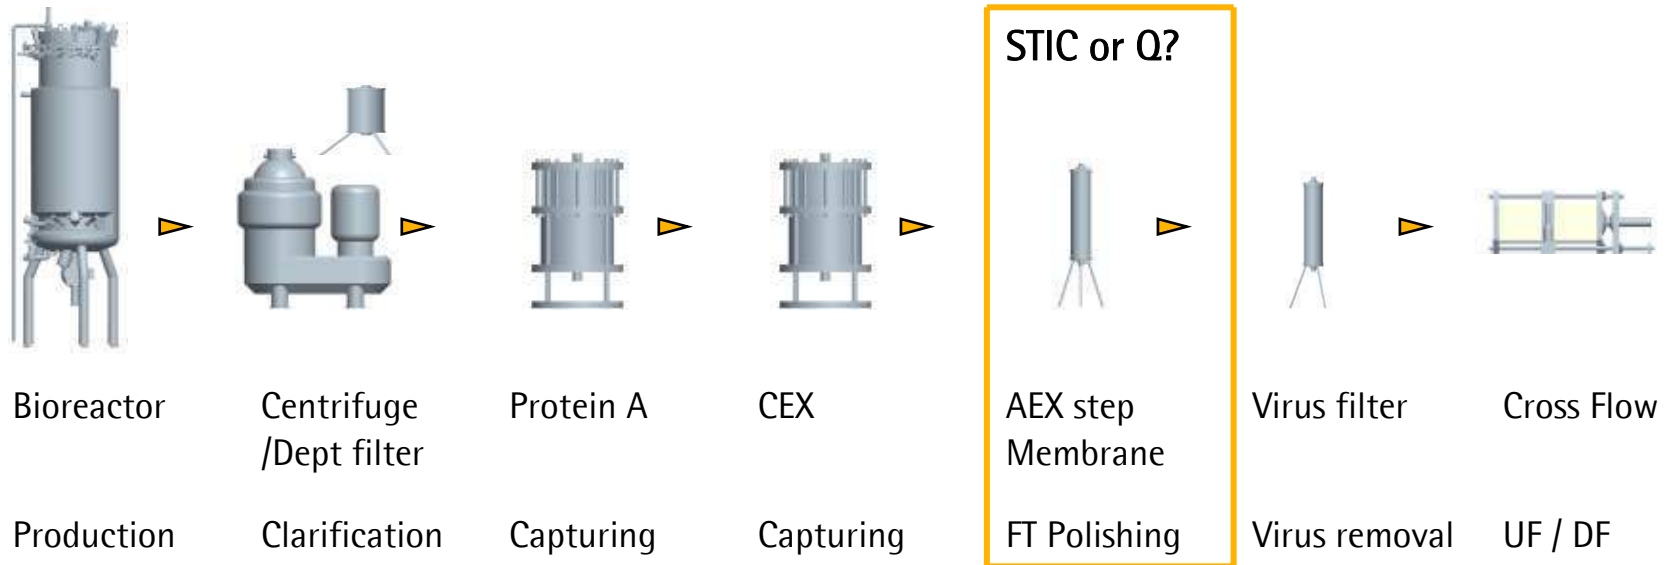 STIC or Q?
Bioreactor
Centrifuge
/Dept filter
Protein A
CEX
AEX step
Membrane
Virus filter
Cross Flow
Production
Clarification
Capturing
Capturing
FT Polishing
Virus removal
UF / DF